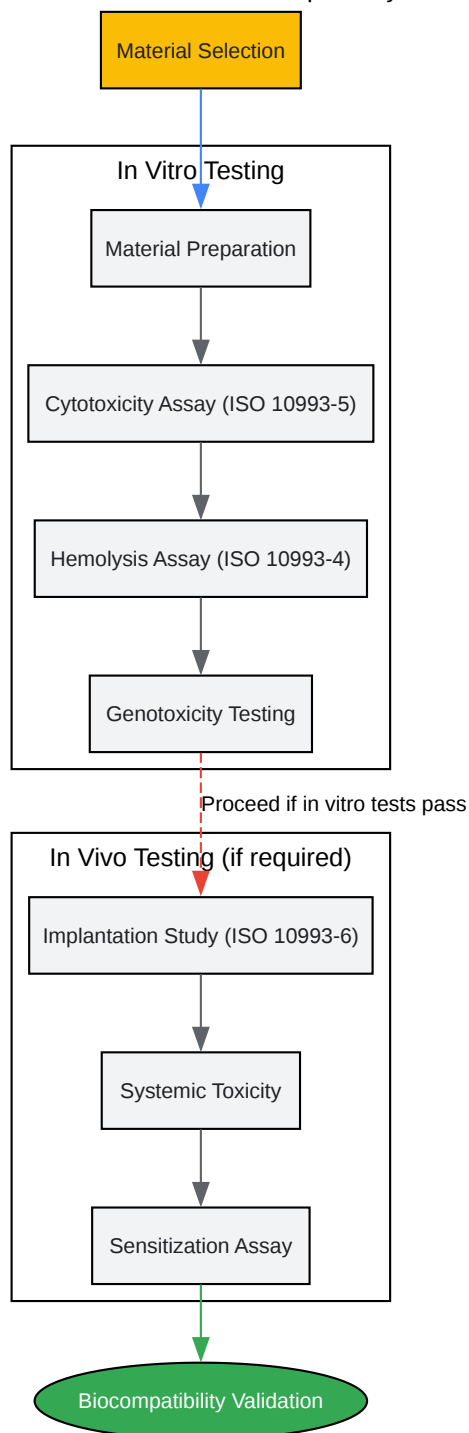 Material Selection
In Vitro Testing
Material Preparation
Cytotoxicity Assay (ISO 10993-5)
Hemolysis Assay (ISO 10993-4)
Genotoxicity Testing
Proceed if in vitro tests pass
In Vivo Testing (if required)
Implantation Study (ISO 10993-6)
Systemic Toxicity
Sensitization Assay
Biocompatibility Validation